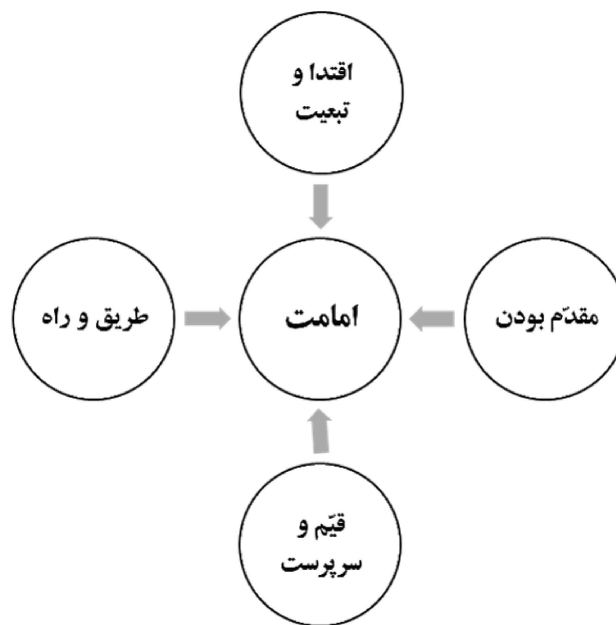 اقتدا و
تبعیت
مقدّم بودن
امامت
طریق و راه
قیّم و
سرپرست